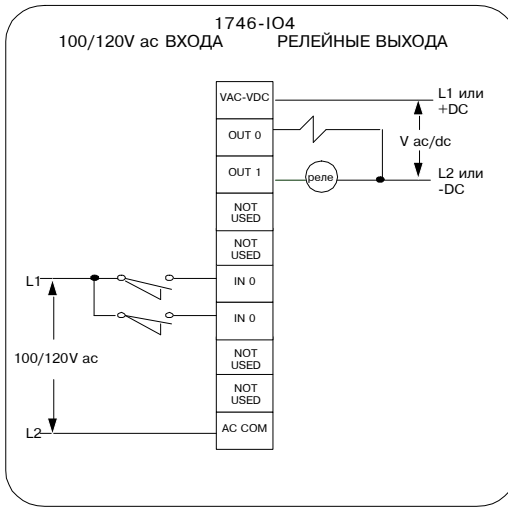 1746-IO4
100/120V ac ВХОДА РЕЛЕЙНЫЕ ВЫХОДА
VAC-VDC
L1 или
+DC
OUT 0
V ac/dc
OUT 1
реле
L2 или
-DC
NOT
USED
NOT
USED
L1
IN 0
IN 0
100/120V ac
NOT
USED
NOT
USED
L2
AC COM